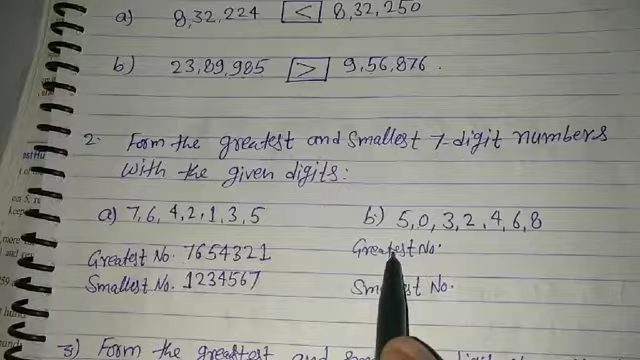 a) 8,32,224 < 8,32,250
b) 23,89,985 > 9,56,876.
2. Form the greatest and smallest 7-digit numbers
with the given digits:
a) 7,6,4,2,1,3,5
b) 5,0,3,2,4,6,8
Greatest No. 7654321
Greatest No.
Smallest No. 1234567
Smallest No.
3) Form the greatest and